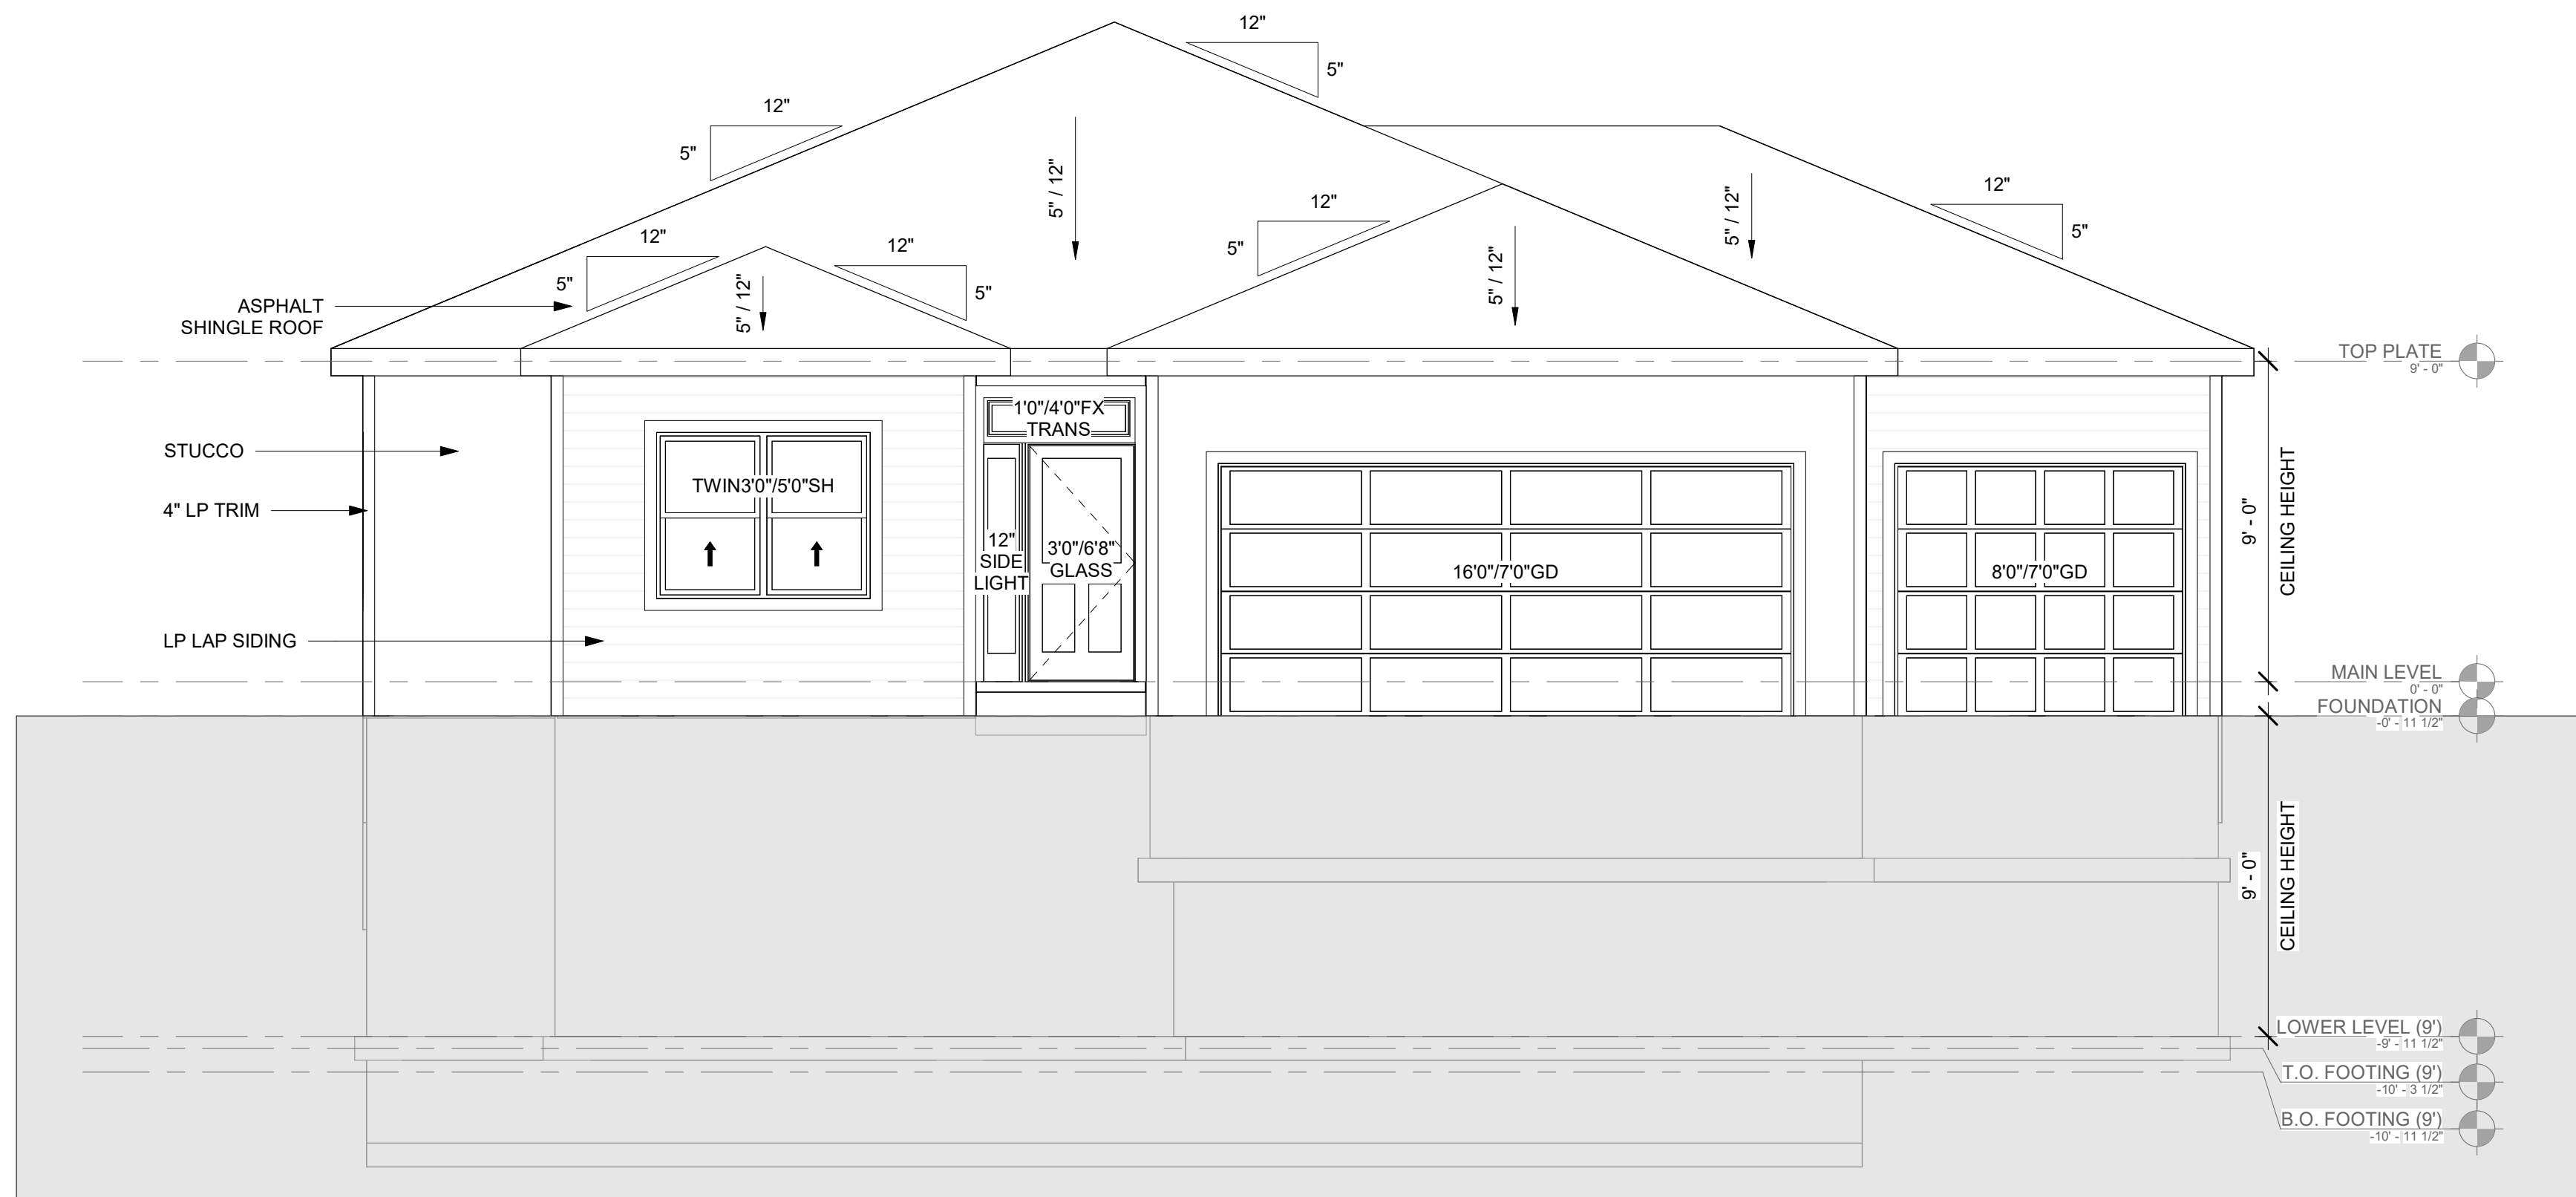 12"
5"
12"
5"
5" / 12"
12"
5"
5" / 12"
12"
5"
5" / 12"
12"
5"
12"
5"
5" / 12"
ASPHALT
SHINGLE ROOF
TOP PLATE
9' - 0"
1'0"/4'0"FX
TRANS
STUCCO
TWIN3'0"/5'0"SH
4" LP TRIM
9' - 0"
CEILING HEIGHT
12"
SIDE
LIGHT
3'0"/6'8"
GLASS
16'0"/7'0"GD
8'0"/7'0"GD
LP LAP SIDING
MAIN LEVEL
0' - 0"
FOUNDATION
-0' - 11 1/2"
9' - 0"
CEILING HEIGHT
LOWER LEVEL (9')
-9' - 11 1/2"
T.O. FOOTING (9')
-10' - 3 1/2"
B.O. FOOTING (9')
-10' - 11 1/2"